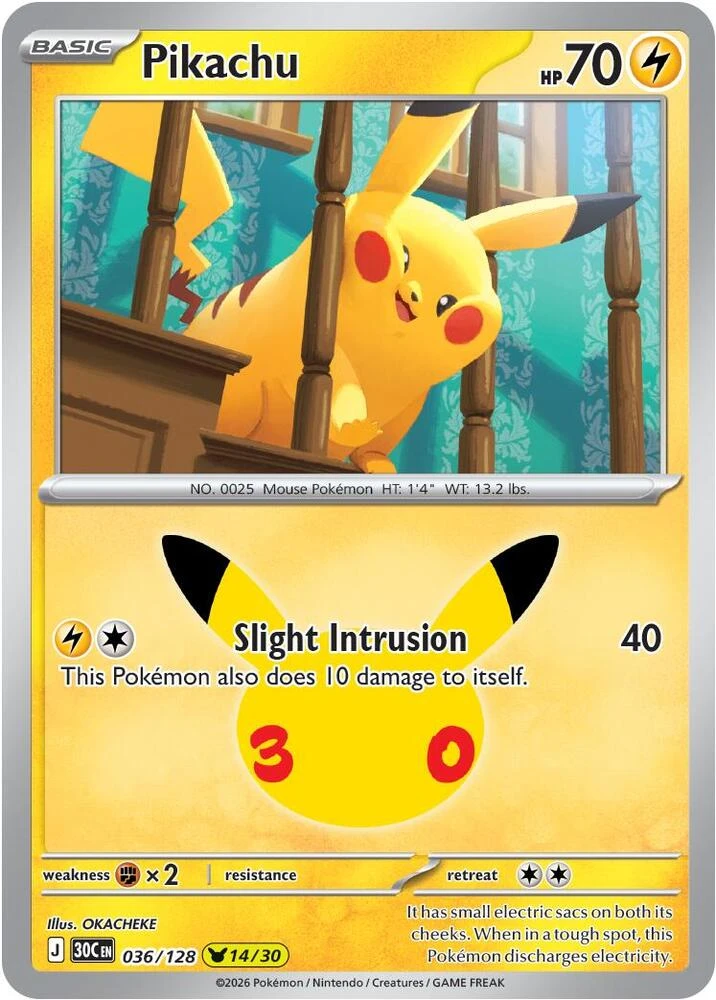 BASIC Pikachu HP 70
NO. 0025 Mouse Pokémon HT: 1'4" WT: 13.2 lbs.
Slight Intrusion 40
This Pokémon also does 10 damage to itself.
3 0
weakness ×2 resistance retreat
Illus. OKACHEKE
It has small electric sacs on both its
cheeks. When in a tough spot, this
Pokémon discharges electricity.
J 30C EN 036/128 14/30
©2026 Pokémon / Nintendo / Creatures / GAME FREAK